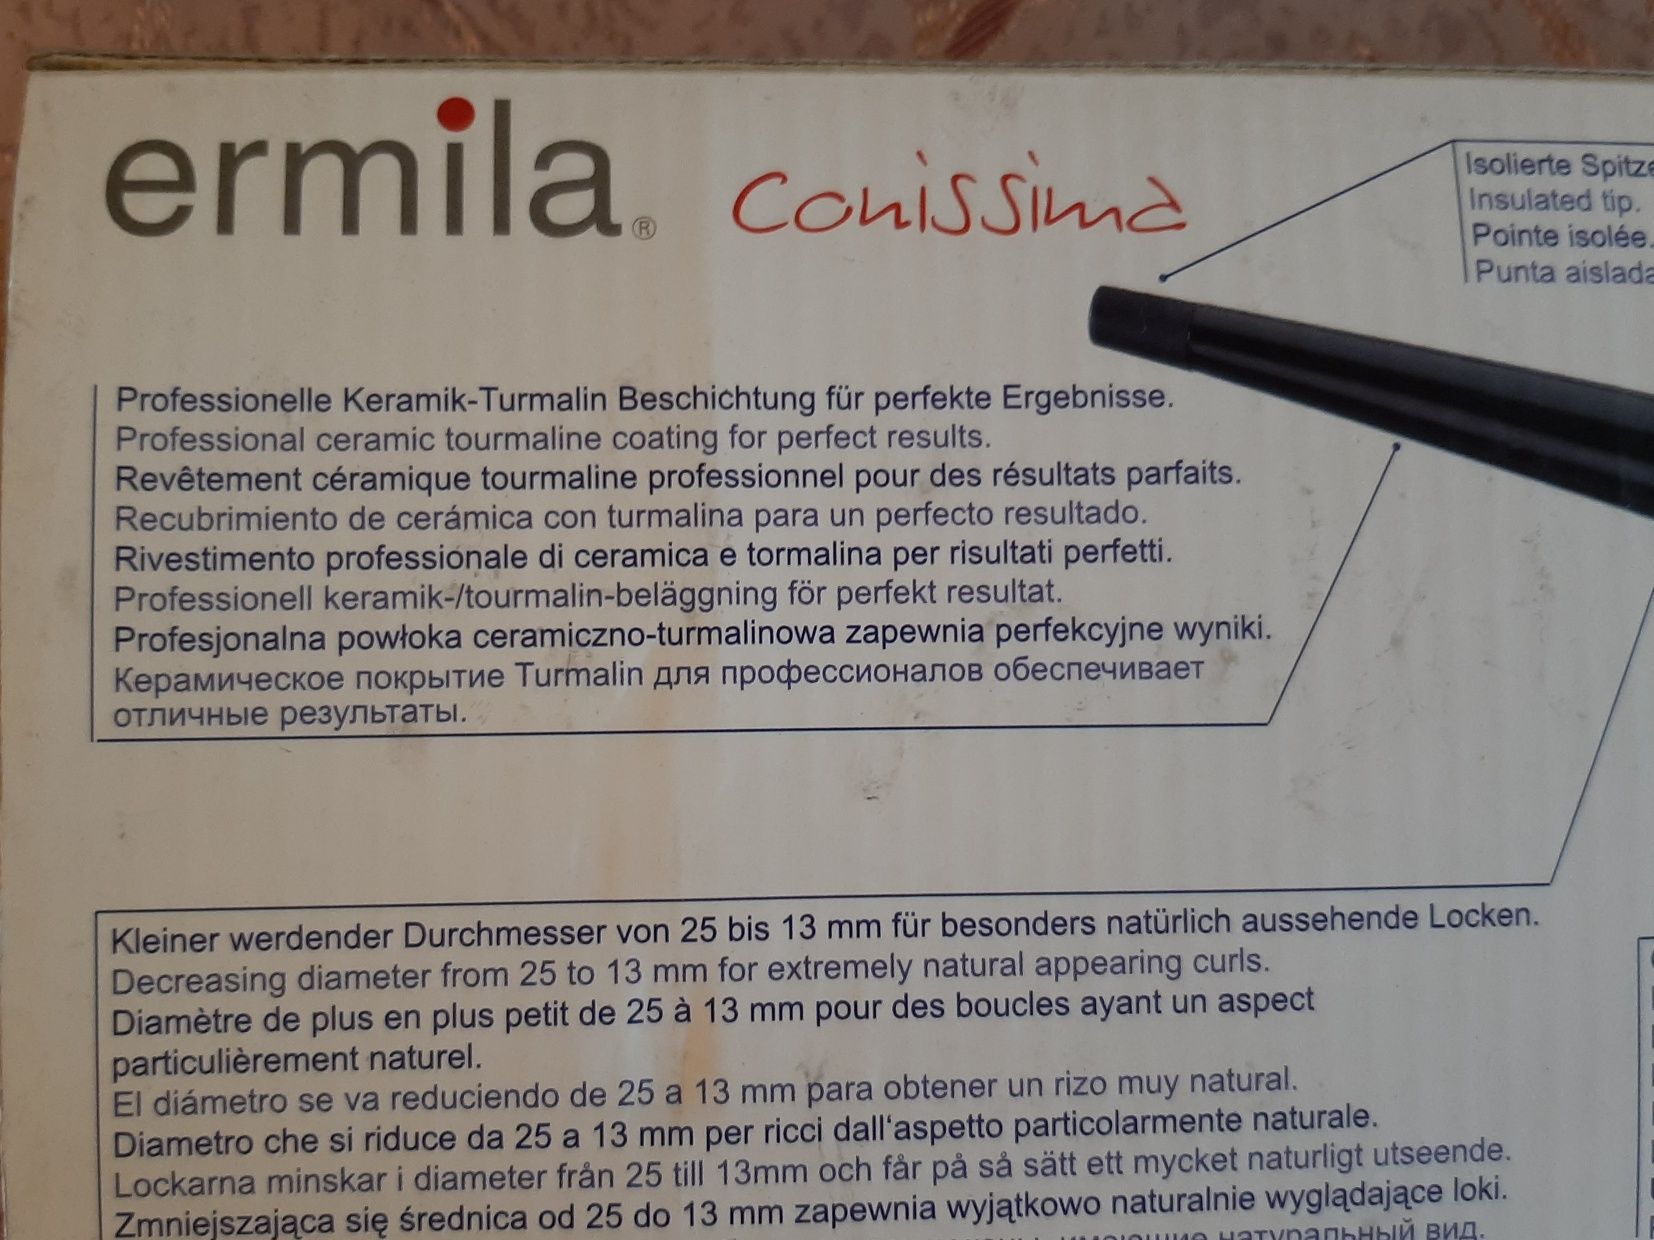 ermila® conissima
Isolierte Spitze
Insulated tip.
Pointe isolée.
Punta aislada
Professionelle Keramik-Turmalin Beschichtung für perfekte Ergebnisse.
Professional ceramic tourmaline coating for perfect results.
Revêtement céramique tourmaline professionnel pour des résultats parfaits.
Recubrimiento de cerámica con turmalina para un perfecto resultado.
Rivestimento professionale di ceramica e tormalina per risultati perfetti.
Professionell keramik-/tourmalin-beläggning för perfekt resultat.
Profesjonalna powłoka ceramiczno-turmalinowa zapewnia perfekcyjne wyniki.
Керамическое покрытие Turmalin для профессионалов обеспечивает
отличные результаты.
Kleiner werdender Durchmesser von 25 bis 13 mm für besonders natürlich aussehende Locken.
Decreasing diameter from 25 to 13 mm for extremely natural appearing curls.
Diamètre de plus en plus petit de 25 à 13 mm pour des boucles ayant un aspect
particulièrement naturel.
El diámetro se va reduciendo de 25 a 13 mm para obtener un rizo muy natural.
Diametro che si riduce da 25 a 13 mm per ricci dall‘aspetto particolarmente naturale.
Lockarna minskar i diameter från 25 till 13mm och får på så sätt ett mycket naturligt utseende.
Zmniejszająca się średnica od 25 do 13 mm zapewnia wyjątkowo naturalnie wyglądające loki.
имеющие натуральный вид.